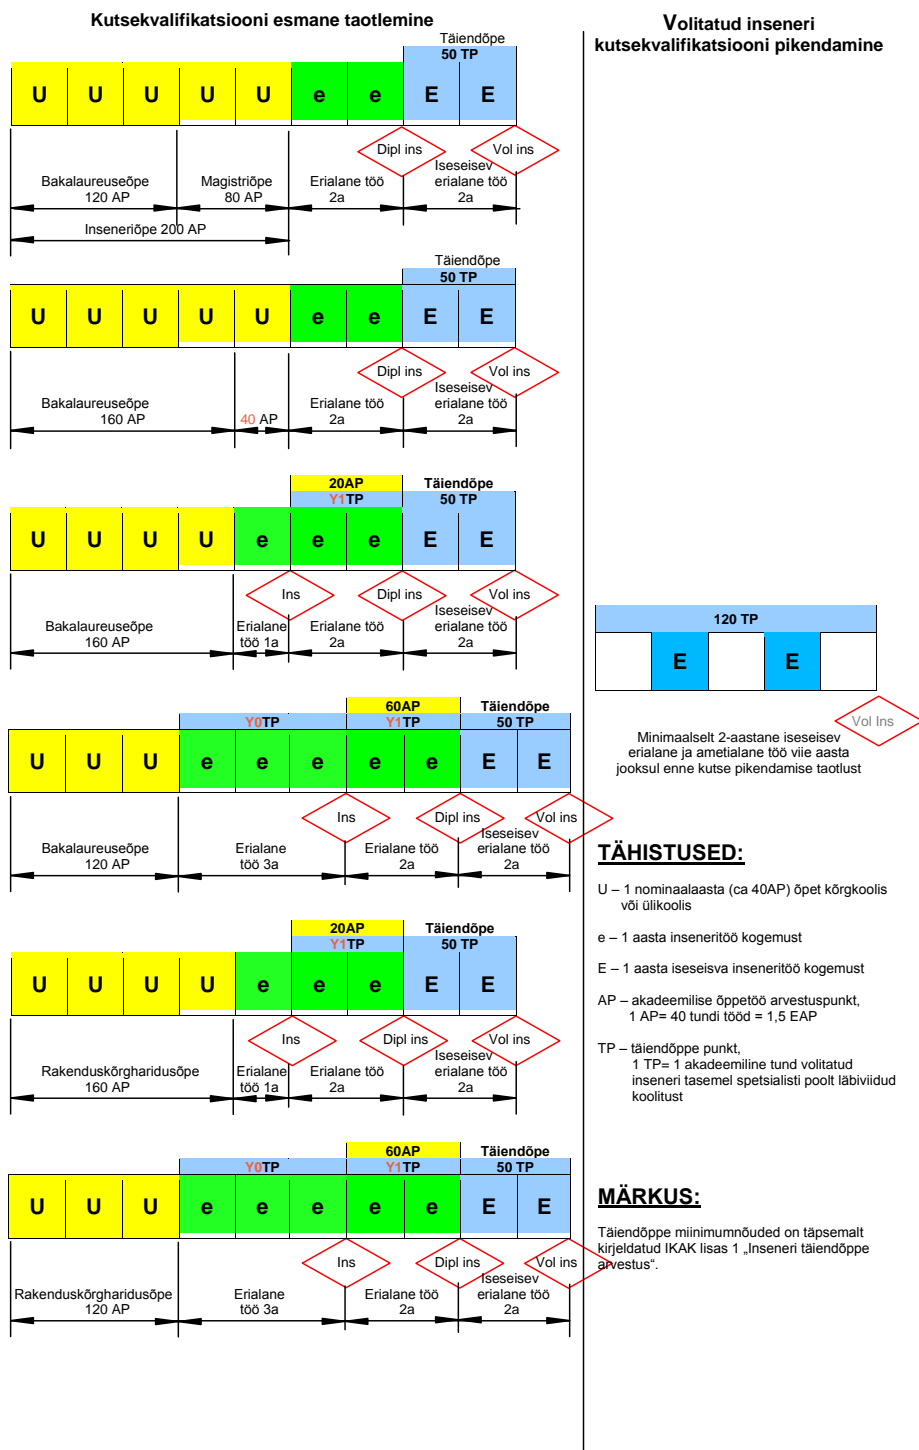 Kutsekvalifikatsiooni esmane taotlemine
Täiendõpe
50 TP
U U U U U e e E E
Dipl ins
Vol ins
Bakalaureuseõpe
120 AP
Magistriõpe
80 AP
Erialane töö
2a
Iseseisev
erialane töö
2a
Inseneriõpe 200 AP
Täiendõpe
50 TP
U U U U U e e E E
Dipl ins
Vol ins
Bakalaureuseõpe
160 AP
40 AP
Erialane töö
2a
Iseseisev
erialane töö
2a
20AP
Täiendõpe
Y1TP
50 TP
U U U U e e e E E
Ins
Dipl ins
Vol ins
Bakalaureuseõpe
160 AP
Erialane
töö 1a
Erialane töö
2a
Iseseisev
erialane töö
2a
60AP
Täiendõpe
Y0TP
Y1TP
50 TP
U U U e e e e e E E
Ins
Dipl ins
Vol ins
Bakalaureuseõpe
120 AP
Erialane
töö 3a
Erialane töö
2a
Iseseisev
erialane töö
2a
20AP
Täiendõpe
Y1TP
50 TP
U U U U e e e E E
Ins
Dipl ins
Vol ins
Rakenduskõrgharidusõpe
160 AP
Erialane
töö 1a
Erialane töö
2a
Iseseisev
erialane töö
2a
60AP
Täiendõpe
Y0TP
Y1TP
50 TP
U U U e e e e e E E
Ins
Dipl ins
Vol ins
Rakenduskõrgharidusõpe
120 AP
Erialane
töö 3a
Erialane töö
2a
Iseseisev
erialane töö
2a
Volitatud inseneri
kutsekvalifikatsiooni pikendamine
120 TP
E E
Vol Ins
Minimaalselt 2-aastane iseseisev
erialane ja ametialane töö viie aasta
jooksul enne kutse pikendamise taotlust
TÄHISTUSED:
U – 1 nominaalaasta (ca 40AP) õpet kõrgkoolis
või ülikoolis
e – 1 aasta inseneritöö kogemust
E – 1 aasta iseseisva inseneritöö kogemust
AP – akadeemilise õppetöö arvestuspunkt,
1 AP= 40 tundi tööd = 1,5 EAP
TP – täiendõppe punkt,
1 TP= 1 akadeemiline tund volitatud
inseneri tasemel spetsialisti poolt läbiviidud
koolitust
MÄRKUS:
Täiendõppe miinimumnõuded on täpsemalt
kirjeldatud IKAK lisas 1 „Inseneri täiendõppe
arvestus“.